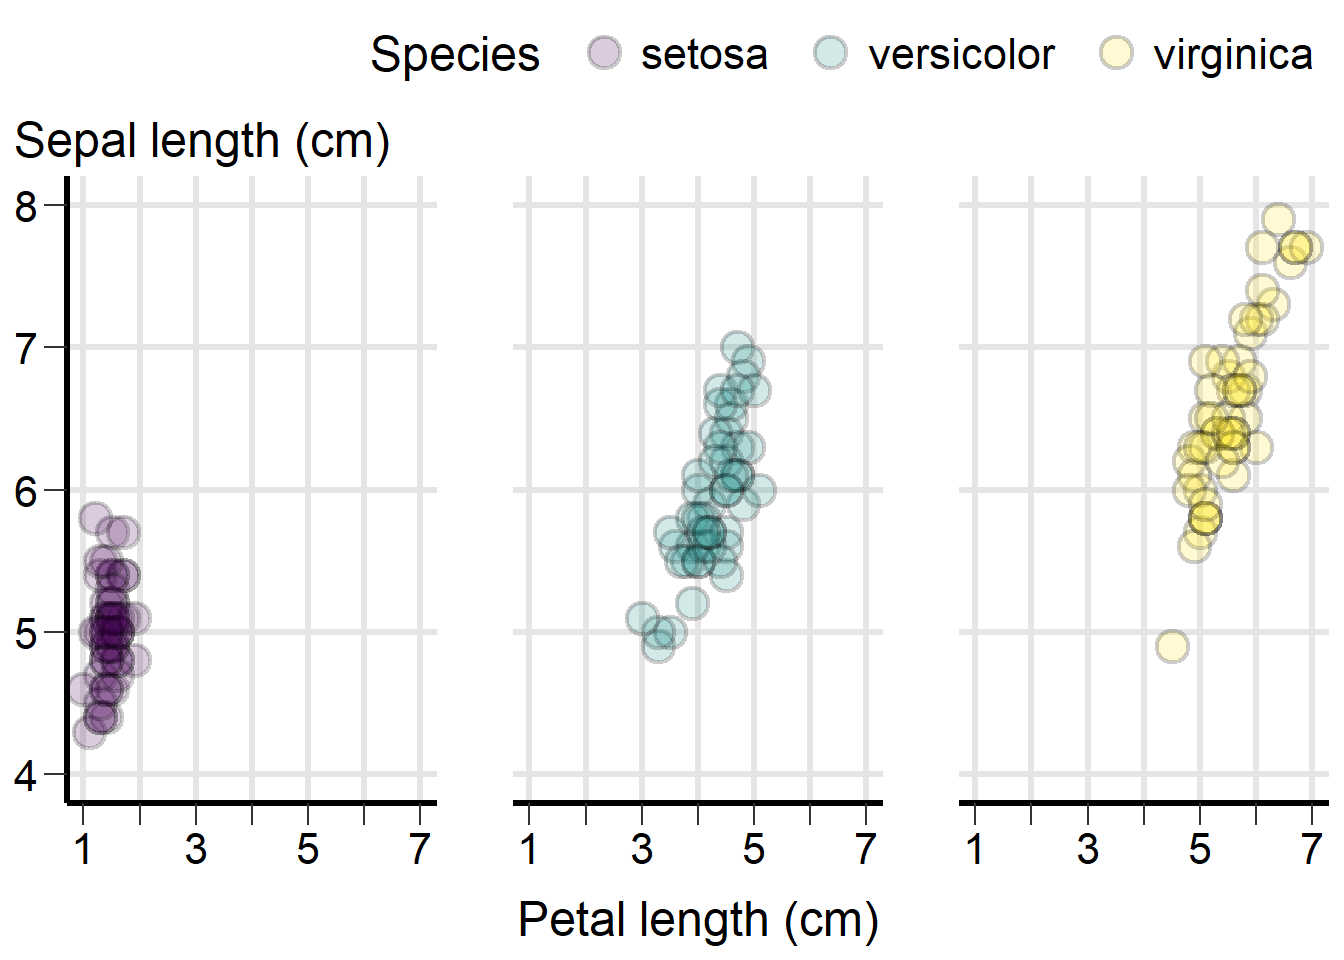 Species setosa versicolor virginica
Sepal length (cm)
8
7
6
5
4
1 3 5 7 1 3 5 7 1 3 5 7
Petal length (cm)